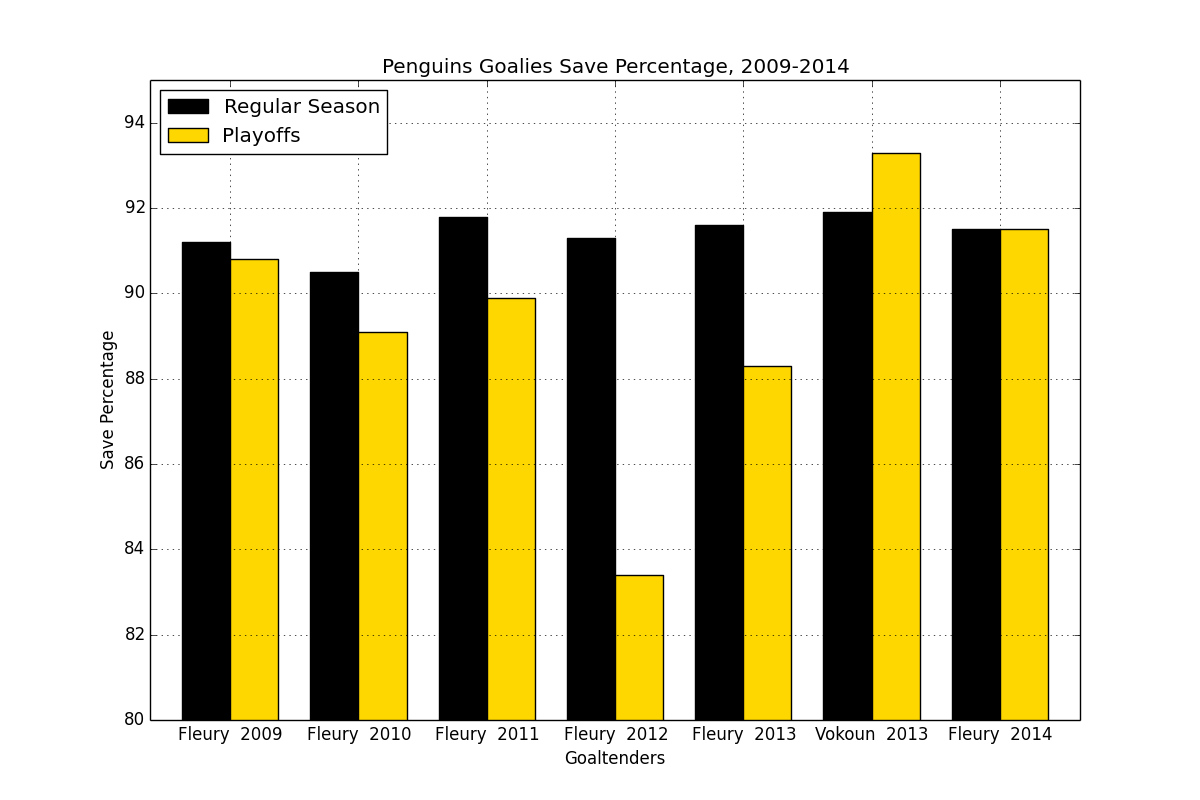 Penguins Goalies Save Percentage, 2009-2014
Regular Season
Playoffs
94
92
90
88
86
84
82
80
Save Percentage
Fleury 2009
Fleury 2010
Fleury 2011
Fleury 2012
Fleury 2013
Vokoun 2013
Fleury 2014
Goaltenders